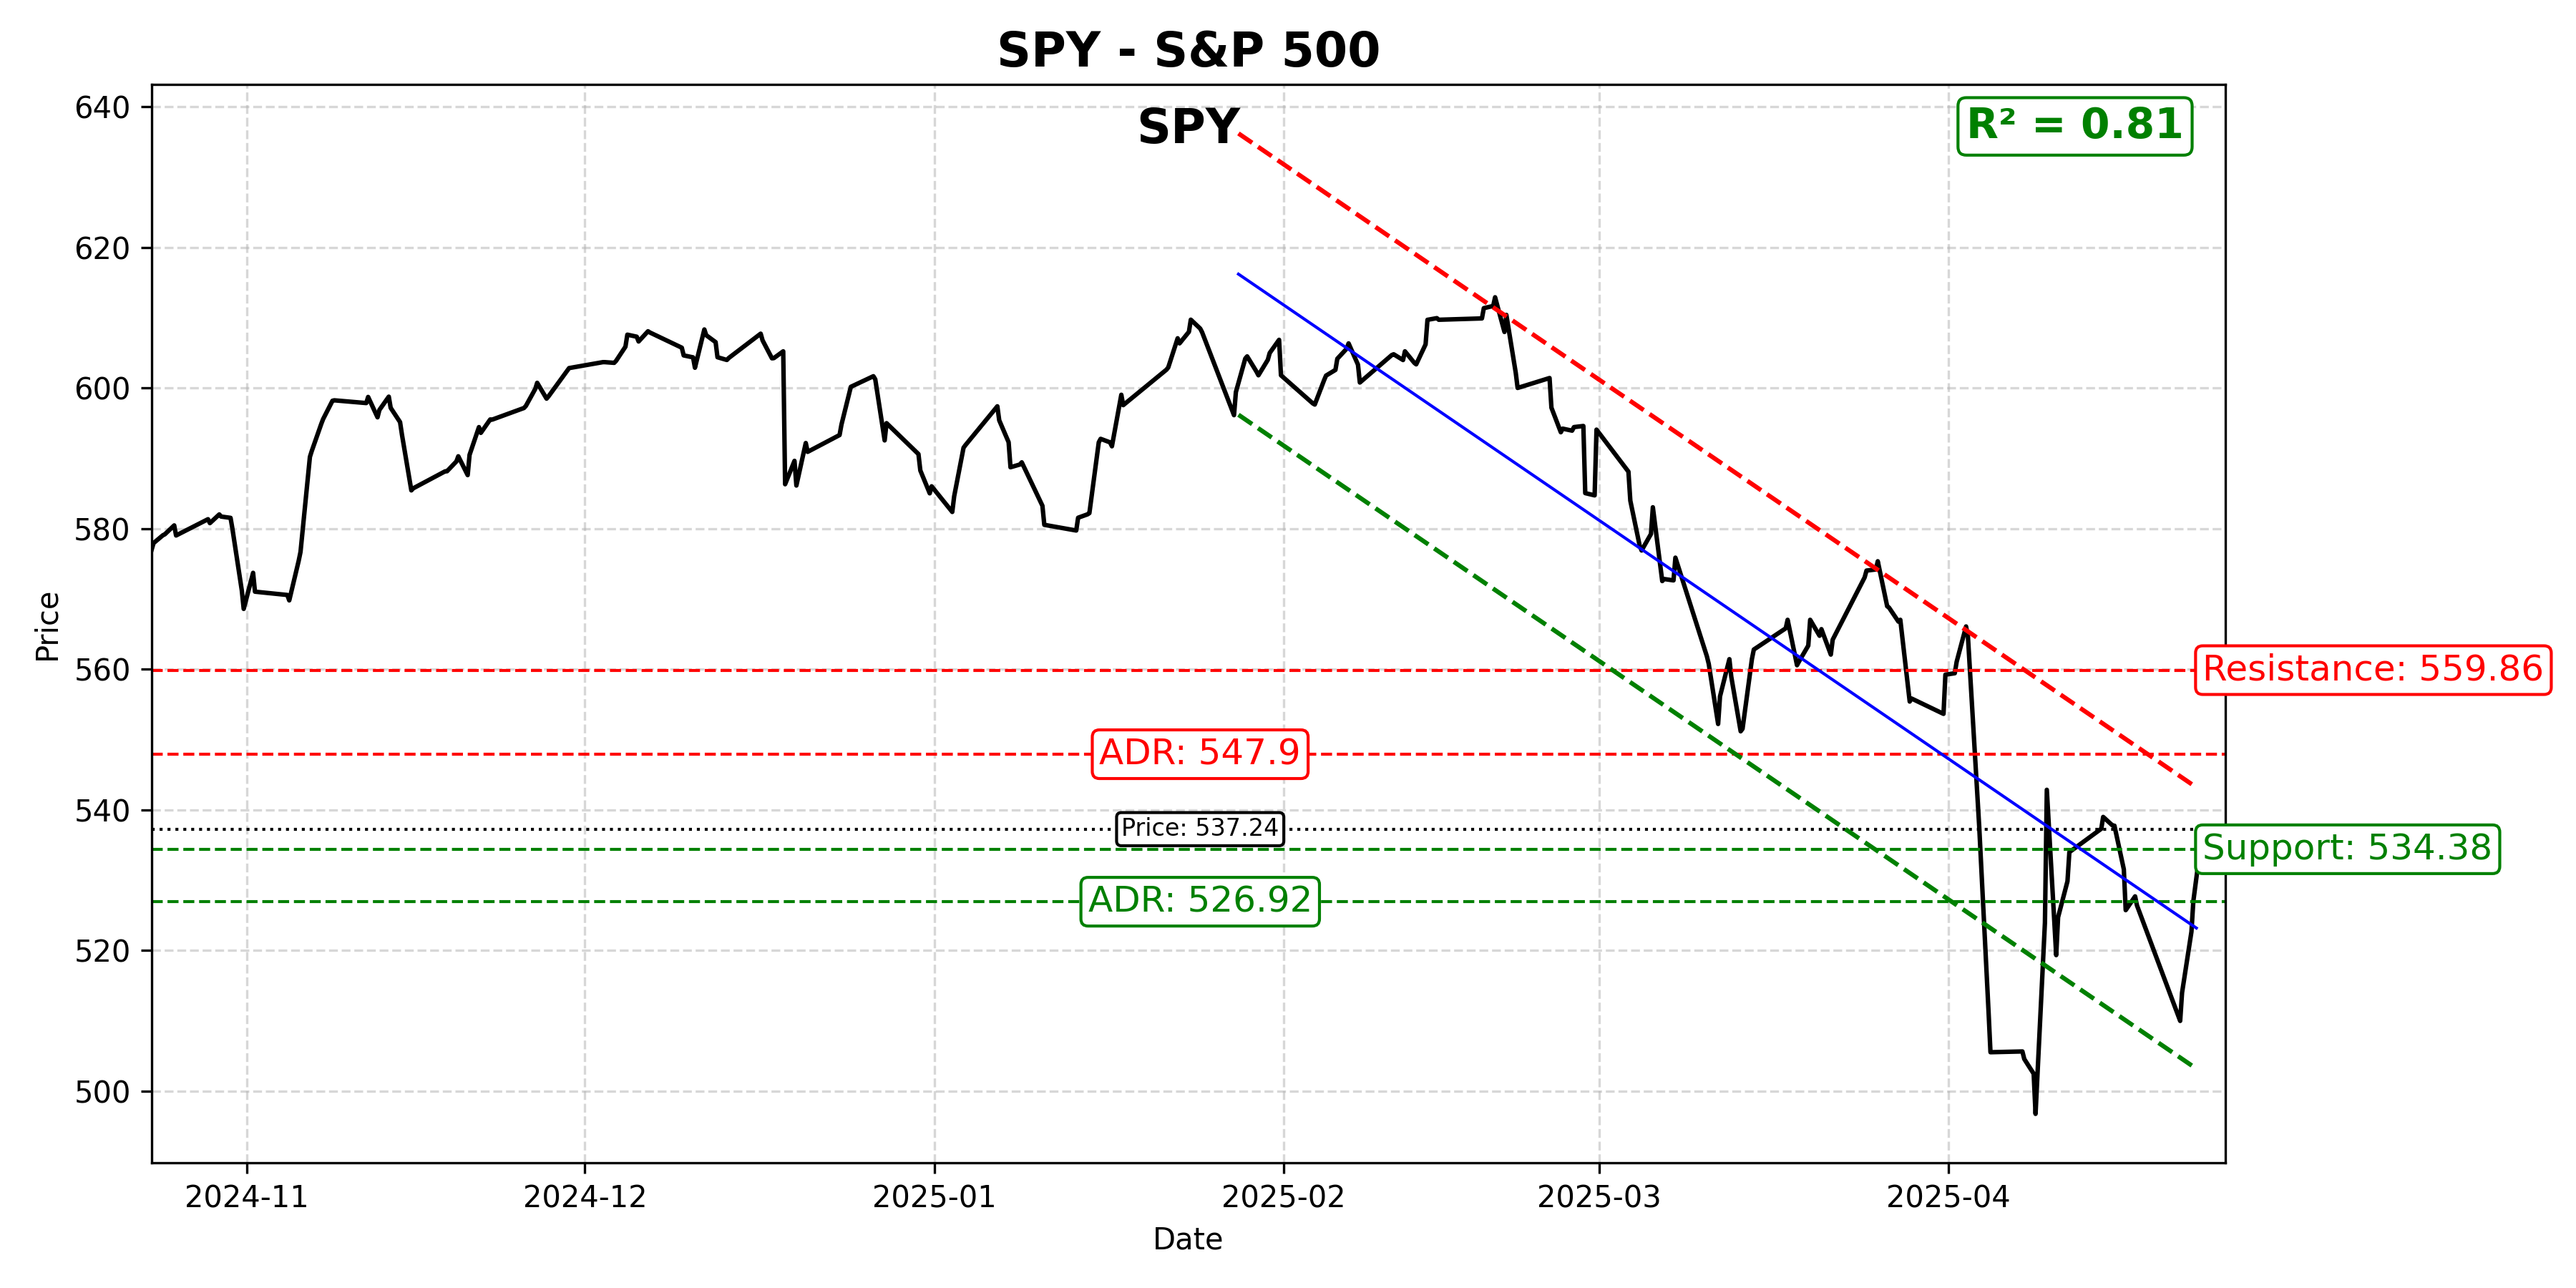 SPY - S&P 500
SPY
R² = 0.81
640
620
600
580
560
540
520
500
Price
Resistance: 559.86
ADR: 547.9
Price: 537.24
Support: 534.38
ADR: 526.92
2024-11
2024-12
2025-01
2025-02
2025-03
2025-04
Date